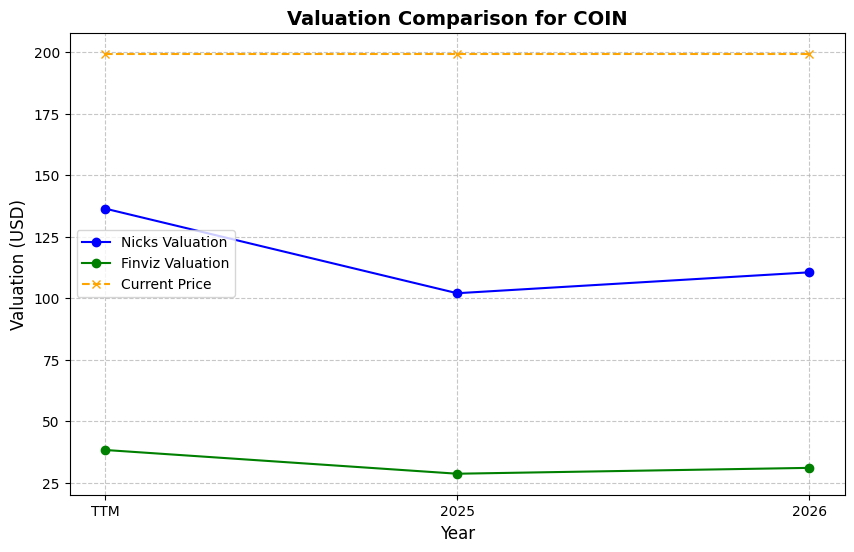 Valuation Comparison for COIN
Valuation (USD)
200
175
150
125
100
75
50
25
Nicks Valuation
Finviz Valuation
Current Price
TTM
2025
2026
Year